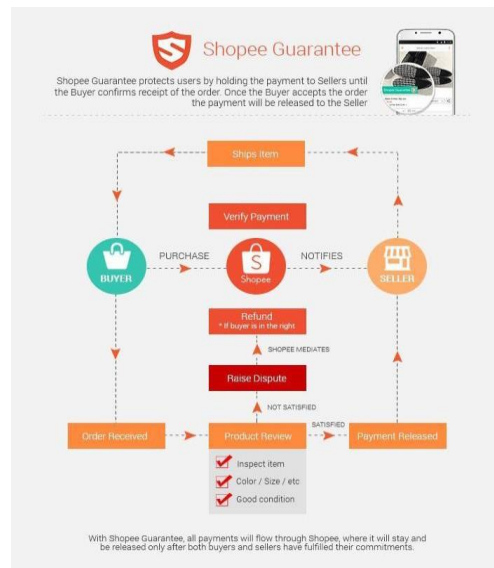 Shopee Guarantee
Shopee Guarantee protects users by holding the payment to Sellers until
the Buyer confirms receipt of the order. Once the Buyer accepts the order
the payment will be released to the Seller
Ships Item
Verify Payment
BUYER
PURCHASE
Shopee
NOTIFIES
SELLER
Refund
* If buyer is in the right
SHOPEE MEDIATES
Raise Dispute
NOT SATISFIED
Order Received
Product Review
SATISFIED
Payment Released
Inspect item
Color / Size / etc
Good condition
With Shopee Guarantee, all payments will flow through Shopee, where it will stay and
be released only after both buyers and sellers have fulfilled their commitments.